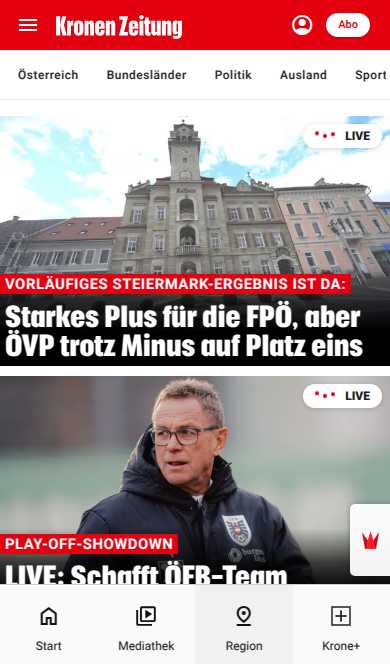 Kronen Zeitung
Abo
Österreich Bundesländer Politik Ausland Sport
LIVE
VORLÄUFIGES STEIERMARK-ERGEBNIS IST DA:
Starkes Plus für die FPÖ, aber
ÖVP trotz Minus auf Platz eins
LIVE
PLAY-OFF-SHOWDOWN
LIVE: Schafft ÖFB-Team
Start Mediathek Region Krone+